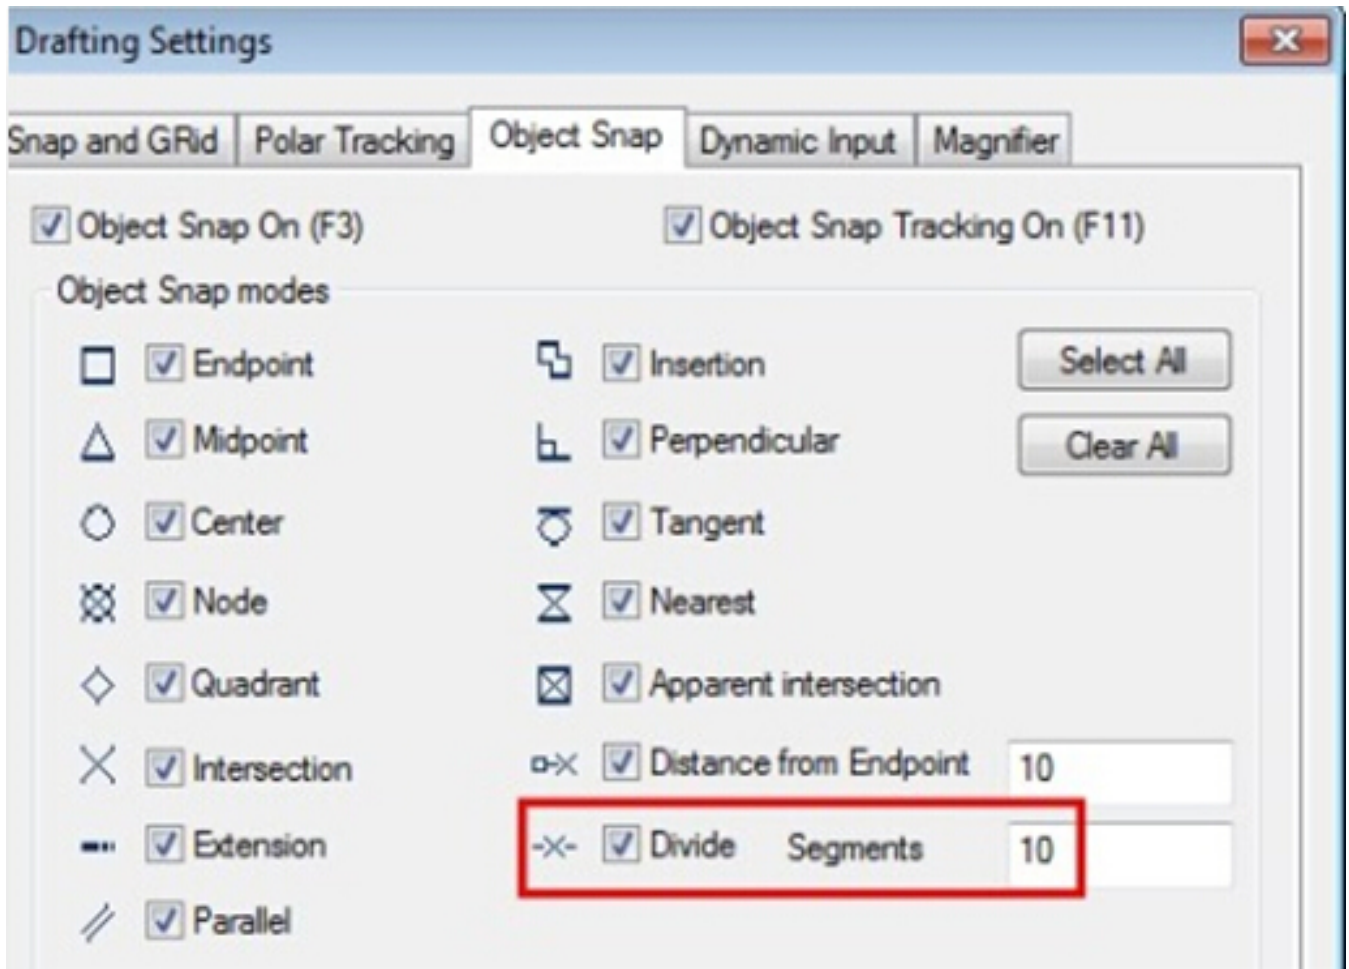 Drafting Settings
Snap and GRid Polar Tracking Object Snap Dynamic Input Magnifier
Object Snap On (F3) Object Snap Tracking On (F11)
Object Snap modes
Endpoint Insertion Select All
Midpoint Perpendicular Clear All
Center Tangent
Node Nearest
Quadrant Apparent intersection
Intersection Distance from Endpoint 10
Extension Divide Segments 10
Parallel